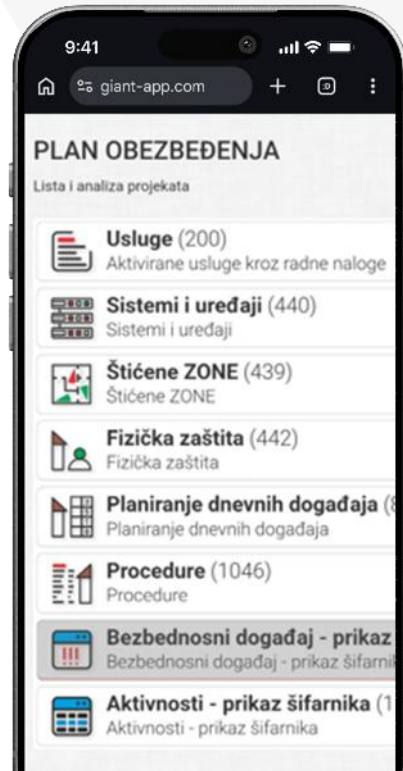 9:41
giant-app.com
:D
PLAN OBEZBEĐENJA
Lista i analiza projekata
Usluge (200)
Aktivirane usluge kroz radne naloge
Sistemi i uređaji (440)
Sistemi i uređaji
Štićene ZONE (439)
Štićene ZONE
Fizička zaštita (442)
Fizička zaštita
Planiranje dnevnih događaja (8
Planiranje dnevnih događaja
Procedure (1046)
Procedure
Bezbednosni događaj - prikaz
Bezbednosni događaj - prikaz šifarnik
Aktivnosti - prikaz šifarnika (1
Aktivnosti - prikaz šifarnika